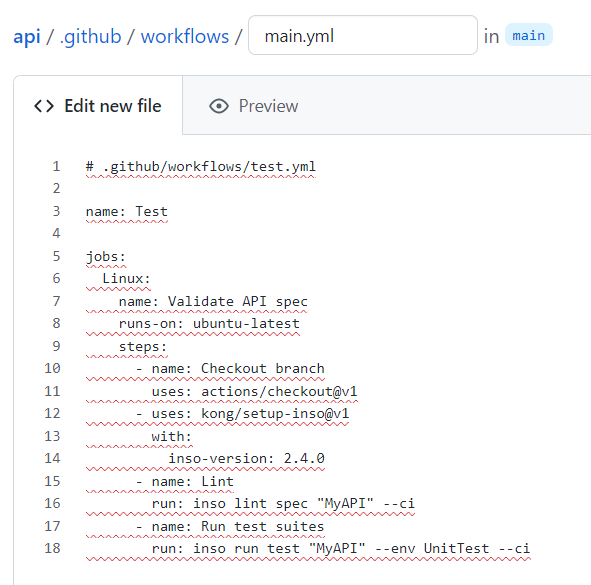 api / .github / workflows / main.yml in main
Edit new file Preview
1 # .github/workflows/test.yml
2
3 name: Test
4
5 jobs:
6   Linux:
7     name: Validate API spec
8     runs-on: ubuntu-latest
9     steps:
10       - name: Checkout branch
11         uses: actions/checkout@v1
12       - uses: kong/setup-inso@v1
13         with:
14           inso-version: 2.4.0
15       - name: Lint
16         run: inso lint spec "MyAPI" --ci
17       - name: Run test suites
18         run: inso run test "MyAPI" --env UnitTest --ci